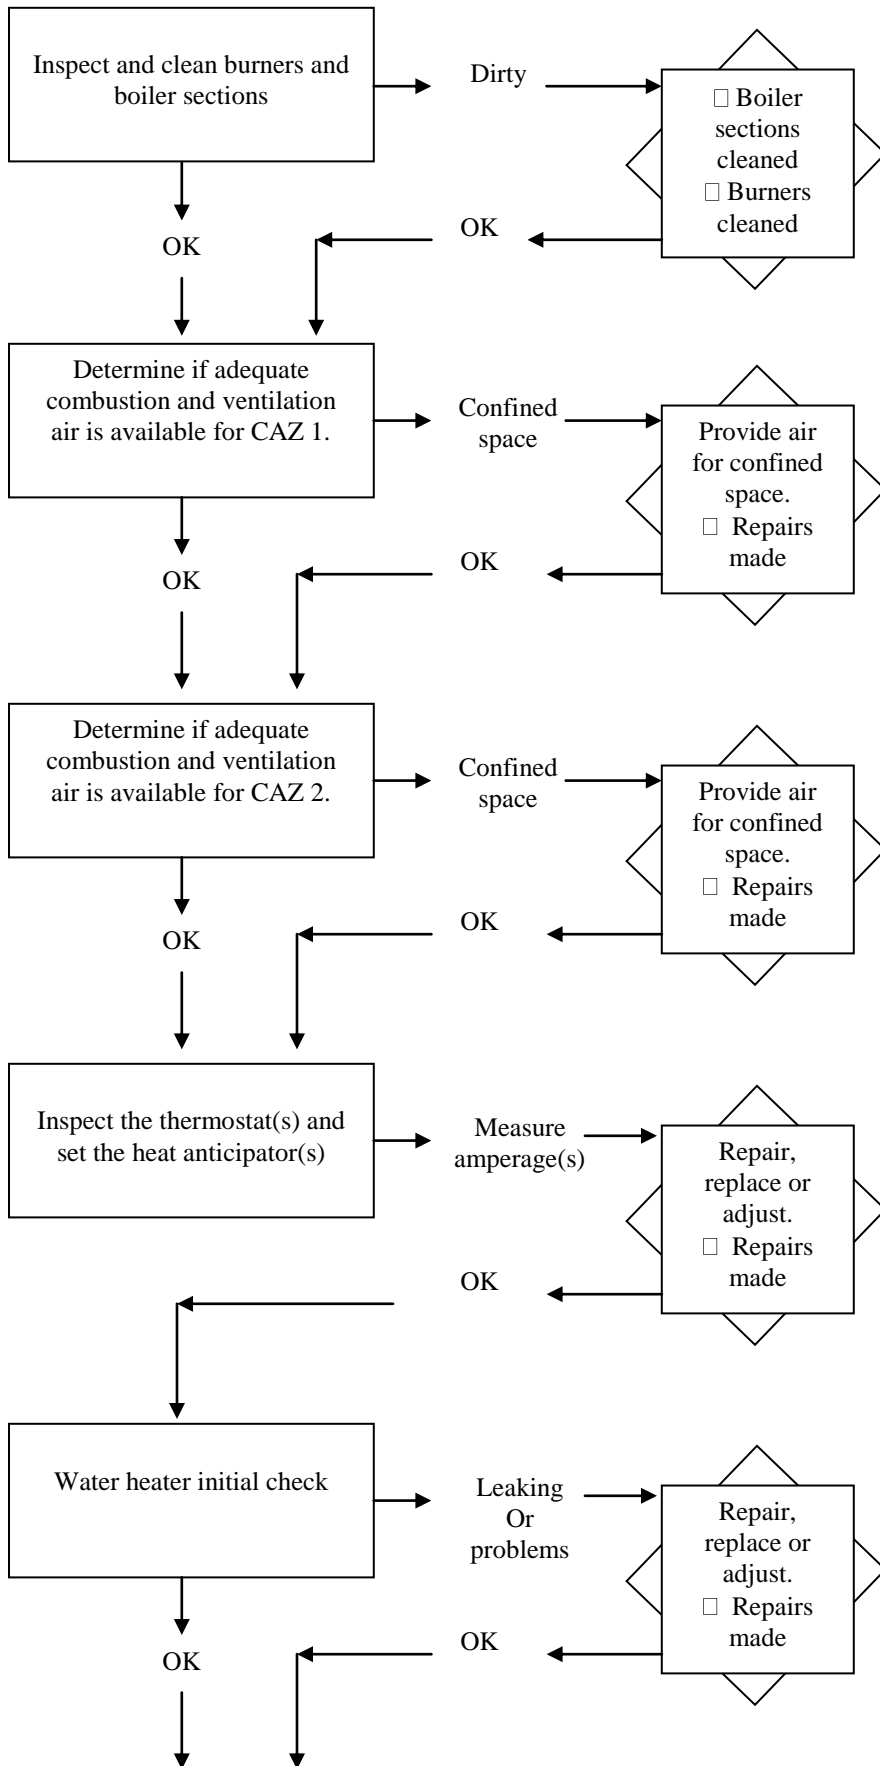 Inspect and clean burners and
boiler sections
Dirty
□ Boiler
sections
cleaned
□ Burners
cleaned
OK
OK
Determine if adequate
combustion and ventilation
air is available for CAZ 1.
Confined
space
Provide air
for confined
space.
□ Repairs
made
OK
OK
Determine if adequate
combustion and ventilation
air is available for CAZ 2.
Confined
space
Provide air
for confined
space.
□ Repairs
made
OK
OK
Inspect the thermostat(s) and
set the heat anticipator(s)
Measure
amperage(s)
Repair,
replace or
adjust.
□ Repairs
made
OK
Water heater initial check
Leaking
Or
problems
Repair,
replace or
adjust.
□ Repairs
made
OK
OK